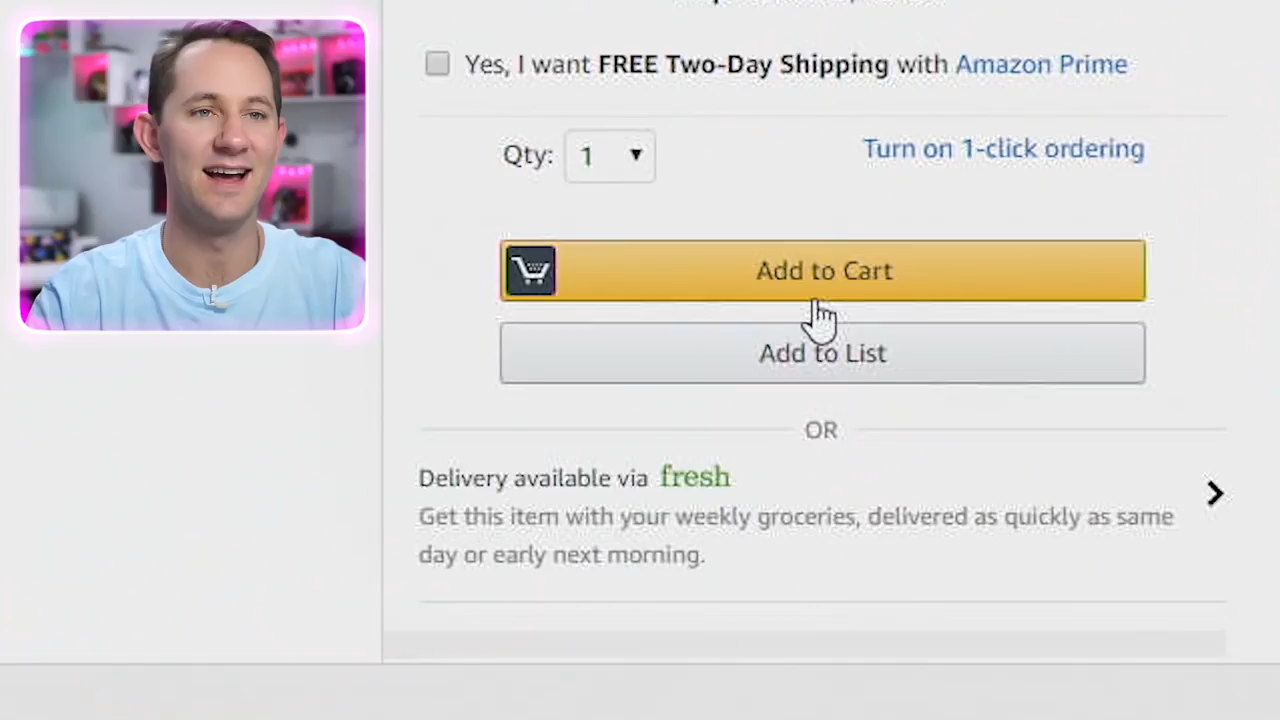 Yes, I want FREE Two-Day Shipping with Amazon Prime
Qty: 1
Turn on 1-click ordering
Add to Cart
Add to List
OR
Delivery available via fresh
Get this item with your weekly groceries, delivered as quickly as same
day or early next morning.